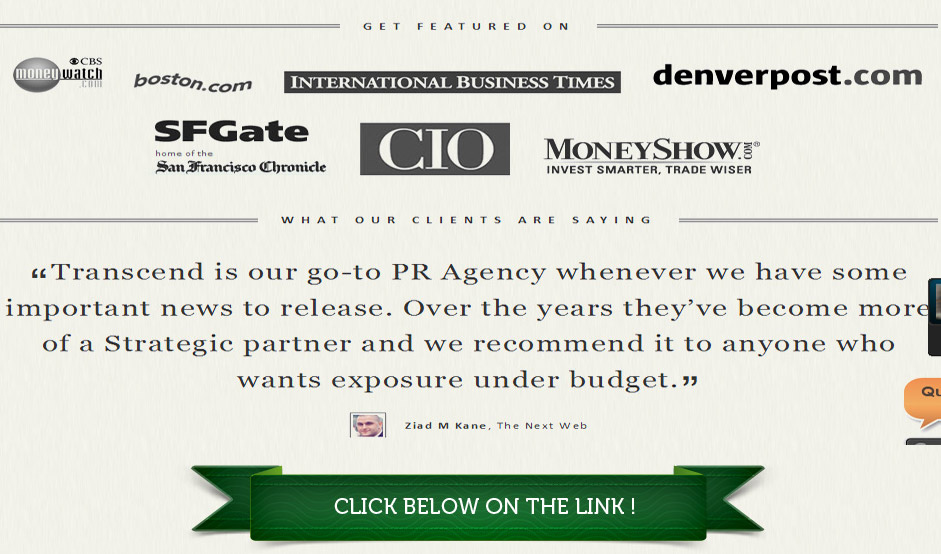 GET FEATURED ON
CBS
moneywatch
.com
boston.com
INTERNATIONAL BUSINESS TIMES
denverpost.com
SFGate
home of the
San Francisco Chronicle
CIO
MONEYSHOW.COM®
INVEST SMARTER, TRADE WISER
WHAT OUR CLIENTS ARE SAYING
“Transcend is our go-to PR Agency whenever we have some
important news to release. Over the years they’ve become more
of a Strategic partner and we recommend it to anyone who
wants exposure under budget.”
Ziad M Kane, The Next Web
Qu
CLICK BELOW ON THE LINK !